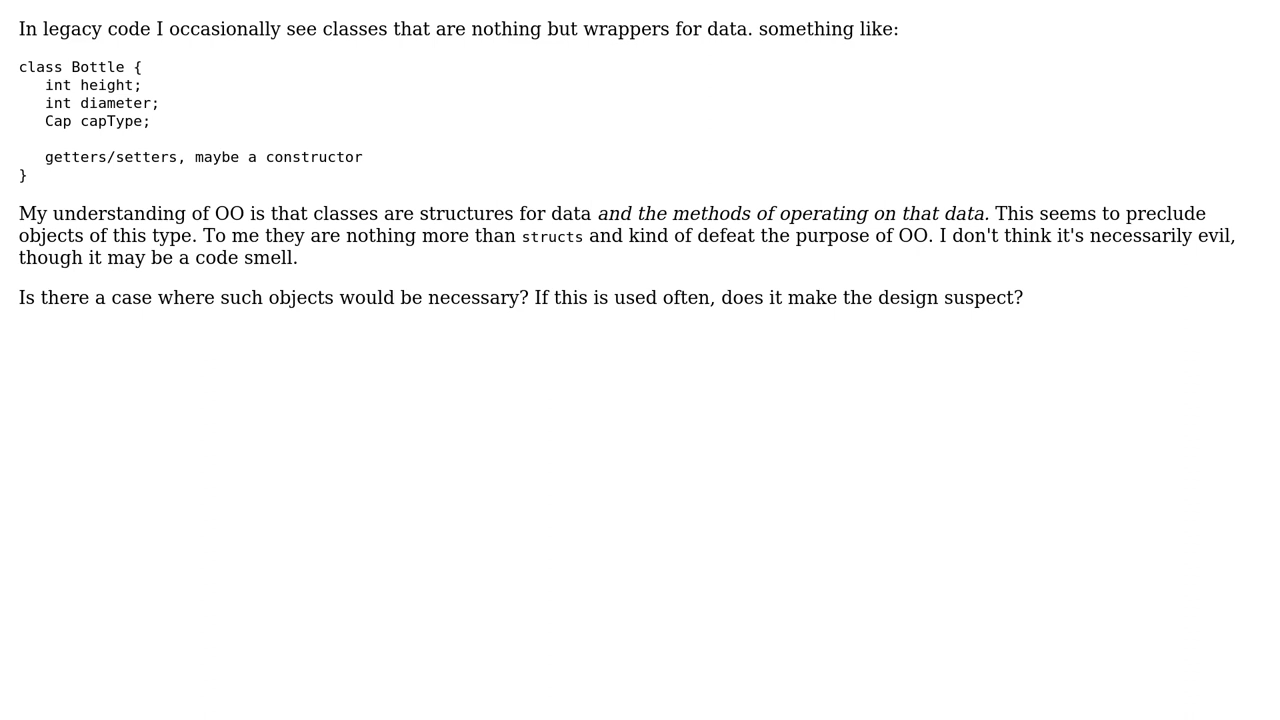 In legacy code I occasionally see classes that are nothing but wrappers for data. something like:
class Bottle {
   int height;
   int diameter;
   Cap capType;

   getters/setters, maybe a constructor
}
My understanding of OO is that classes are structures for data and the methods of operating on that data. This seems to preclude
objects of this type. To me they are nothing more than structs and kind of defeat the purpose of OO. I don't think it's necessarily evil,
though it may be a code smell.
Is there a case where such objects would be necessary? If this is used often, does it make the design suspect?